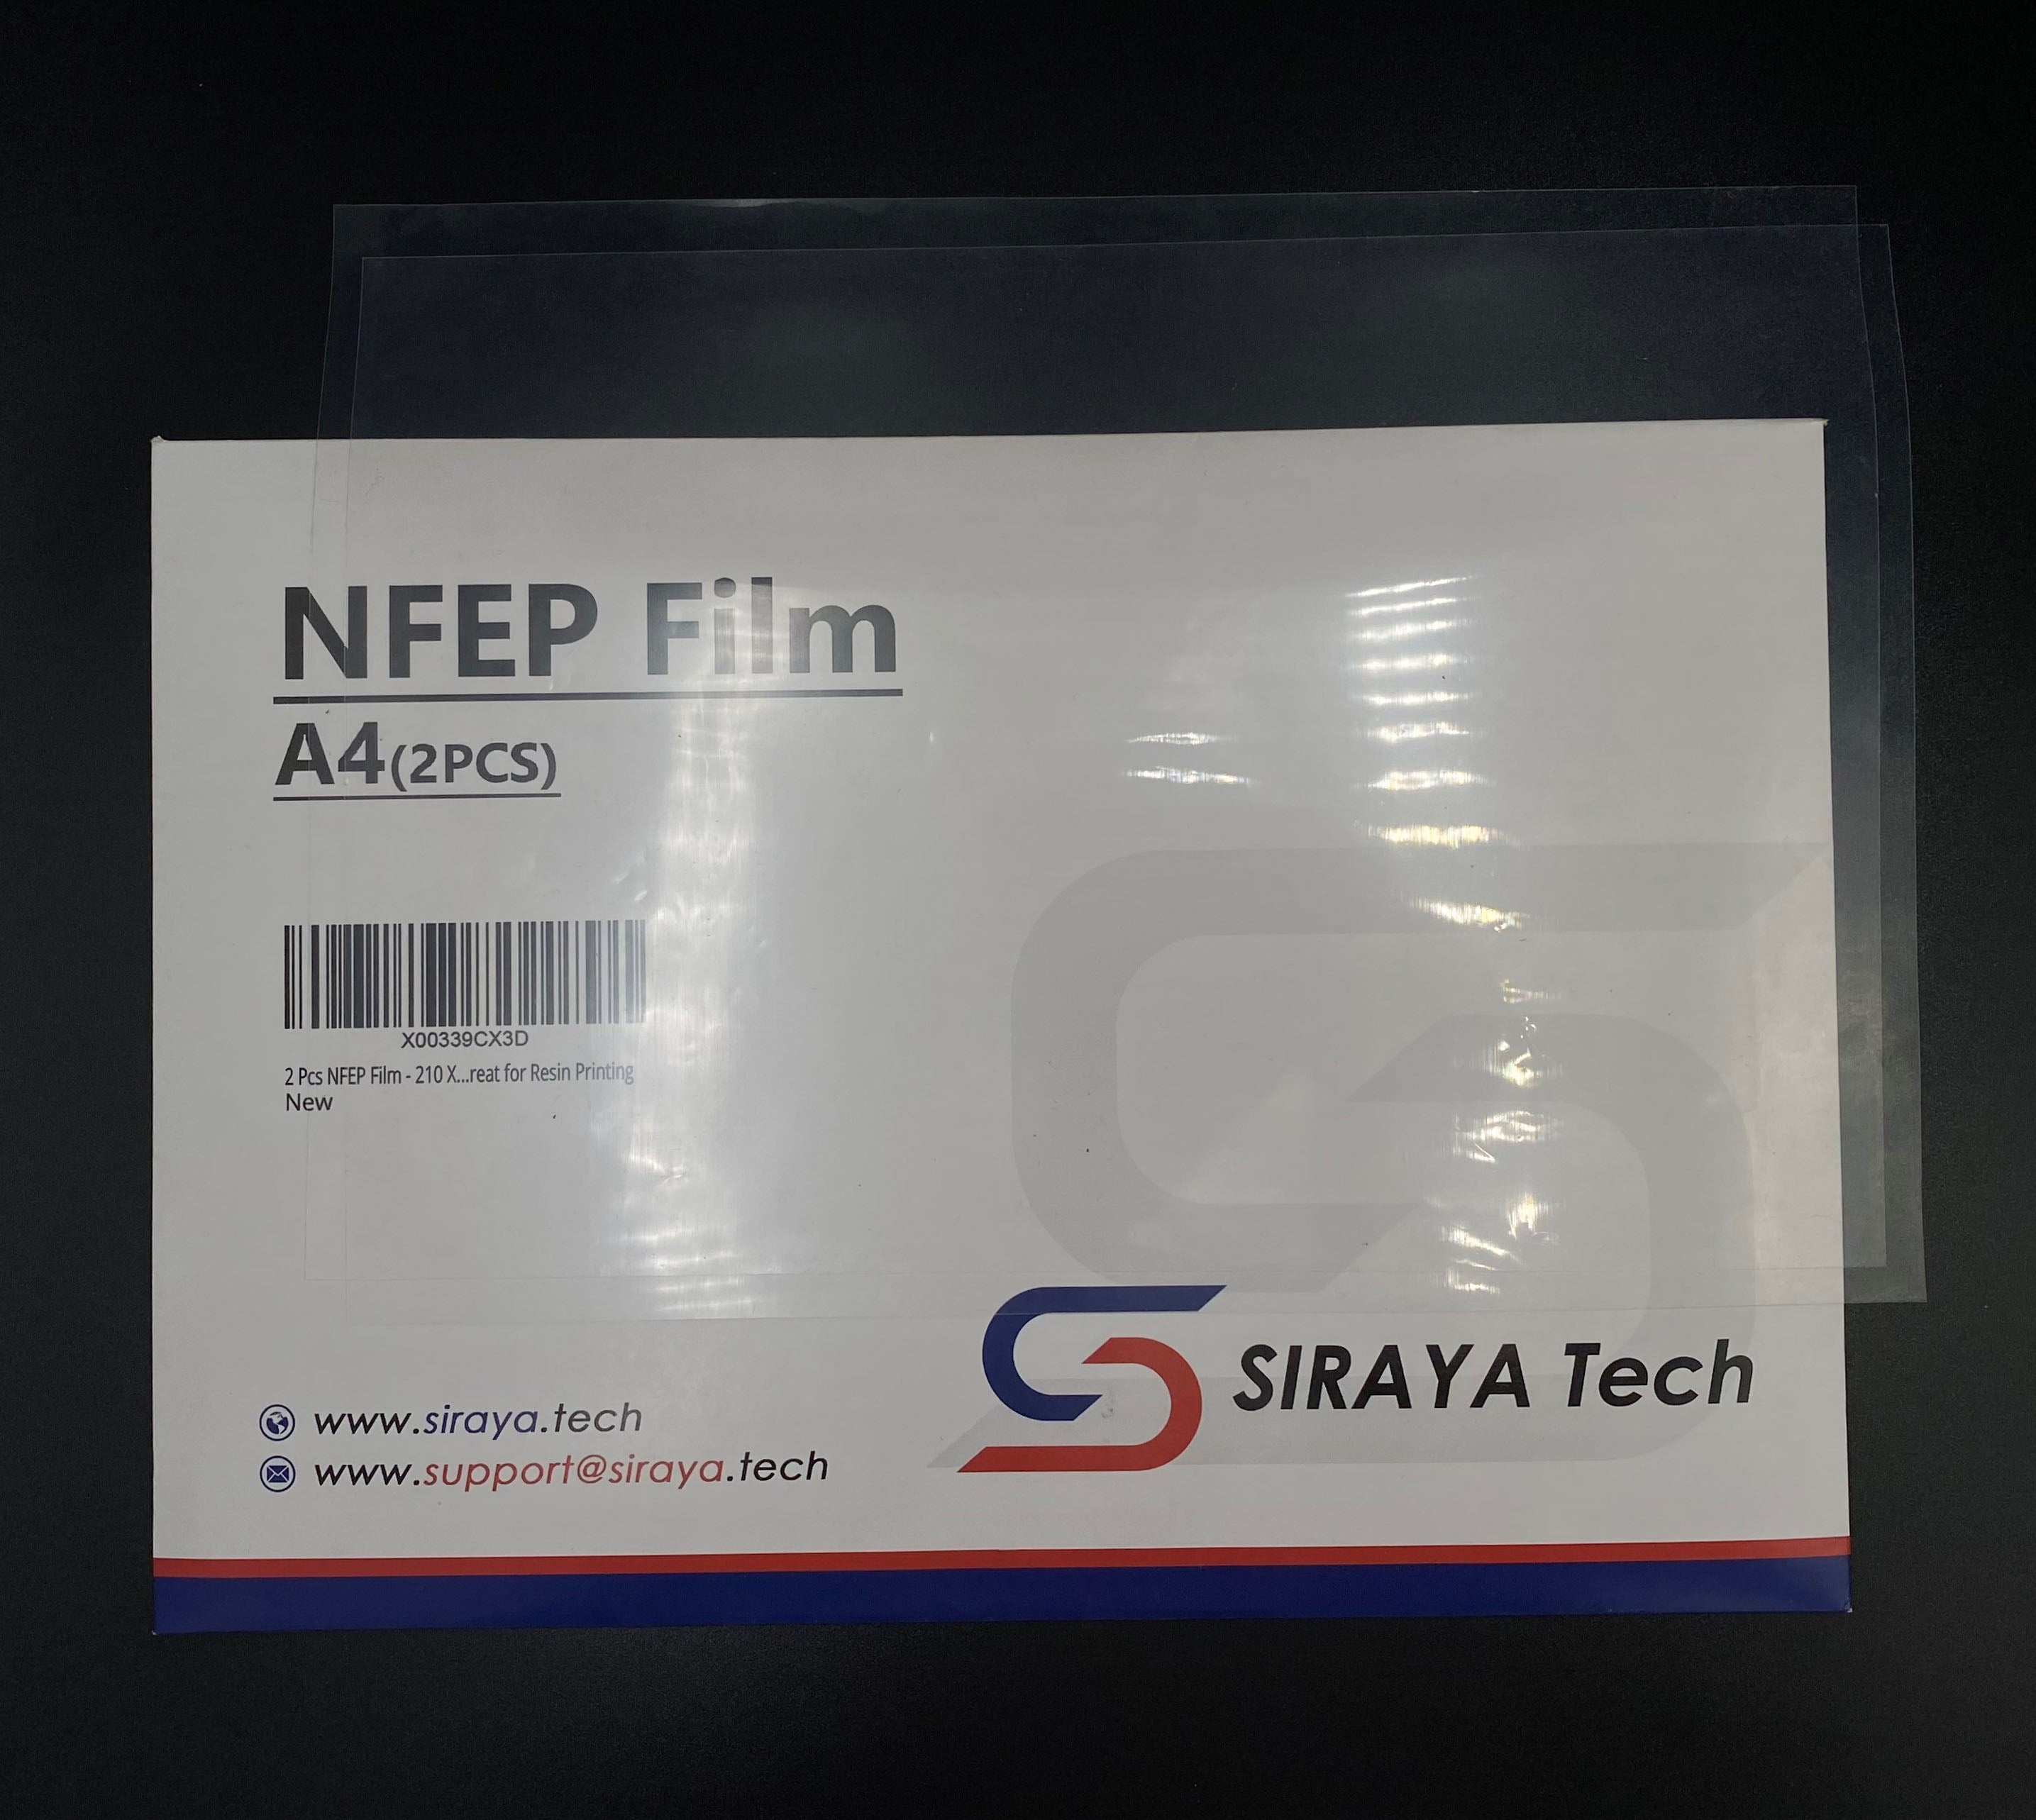 NFEP Film
A4(2PCS)
X00339CX3D
2 Pcs NFEP Film - 210 X...reat for Resin Printing
New
SIRAYA Tech
www.siraya.tech
www.support@siraya.tech